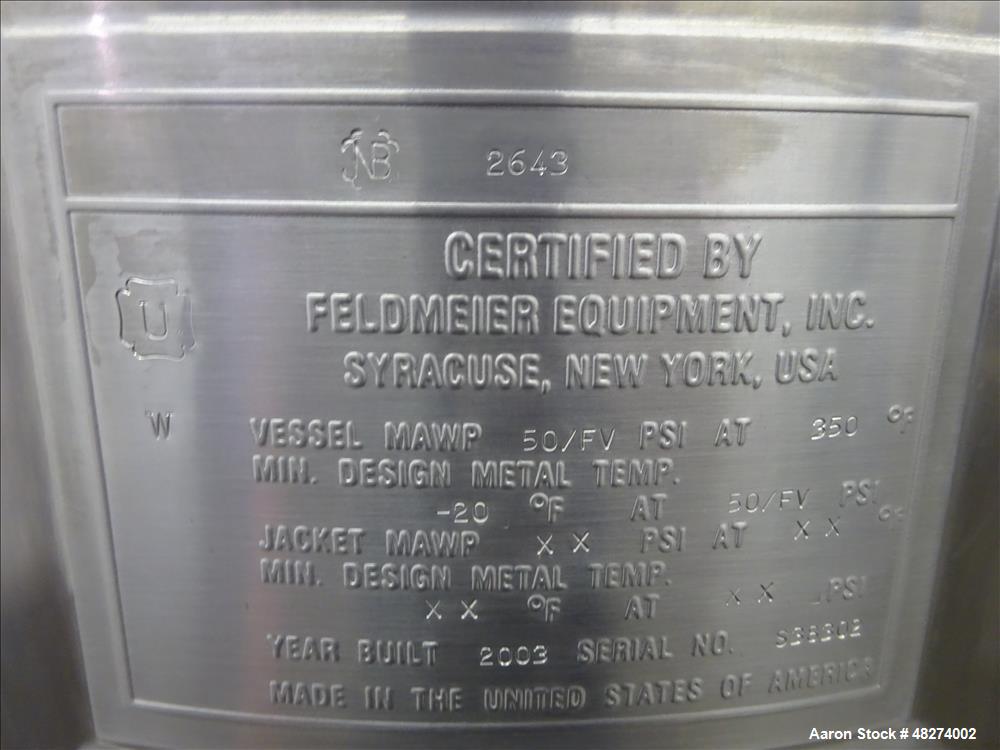 NB 2643
CERTIFIED BY
FELDMEIER EQUIPMENT, INC.
SYRACUSE, NEW YORK, USA
U
W
VESSEL MAWP 50/FV PSI AT 350 °F
MIN. DESIGN METAL TEMP.
-20 °F AT 50/FV PSI
JACKET MAWP X X PSI AT X X °F
MIN. DESIGN METAL TEMP.
X X °F AT X X PSI
YEAR BUILT 2003 SERIAL NO.
MADE IN THE UNITED STATES OF AMERICA
Aaron Stock # 48274002